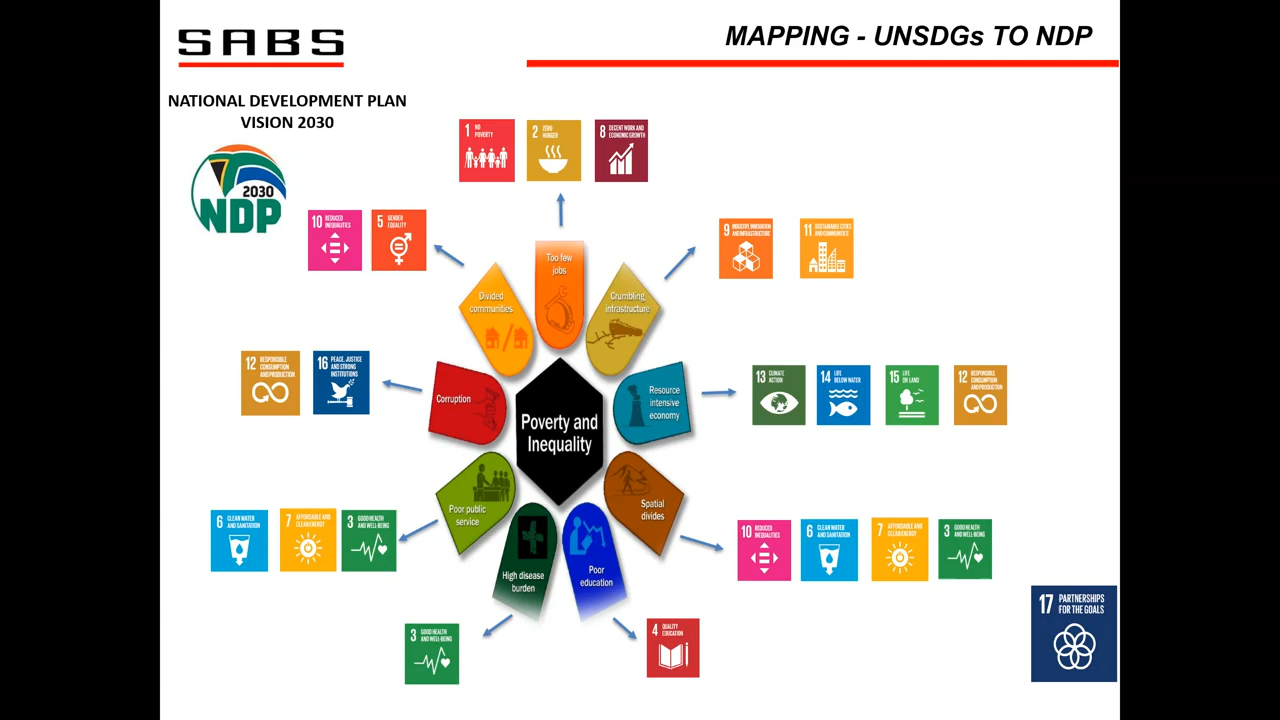 SABS
MAPPING - UNSDGs TO NDP
NATIONAL DEVELOPMENT PLAN
VISION 2030
2030
NDP
1 NO
POVERTY
2 ZERO
HUNGER
8 DECENT WORK AND
ECONOMIC GROWTH
10 REDUCED
INEQUALITIES
5 GENDER
EQUALITY
9 INDUSTRY, INNOVATION
AND INFRASTRUCTURE
11 SUSTAINABLE CITIES
AND COMMUNITIES
Too few
jobs
Divided
communities
Crumbling
infrastructure
12 RESPONSIBLE
CONSUMPTION
AND PRODUCTION
16 PEACE, JUSTICE
AND STRONG
INSTITUTIONS
Corruption
Poverty and
Inequality
Resource
intensive
economy
13 CLIMATE
ACTION
14 LIFE
BELOW WATER
15 LIFE
ON LAND
12 RESPONSIBLE
CONSUMPTION
AND PRODUCTION
6 CLEAN WATER
AND SANITATION
7 AFFORDABLE AND
CLEAN ENERGY
3 GOOD HEALTH
AND WELL-BEING
Poor public
service
Spatial
divides
10 REDUCED
INEQUALITIES
6 CLEAN WATER
AND SANITATION
7 AFFORDABLE AND
CLEAN ENERGY
3 GOOD HEALTH
AND WELL-BEING
High disease
burden
Poor
education
3 GOOD HEALTH
AND WELL-BEING
4 QUALITY
EDUCATION
17 PARTNERSHIPS
FOR THE GOALS